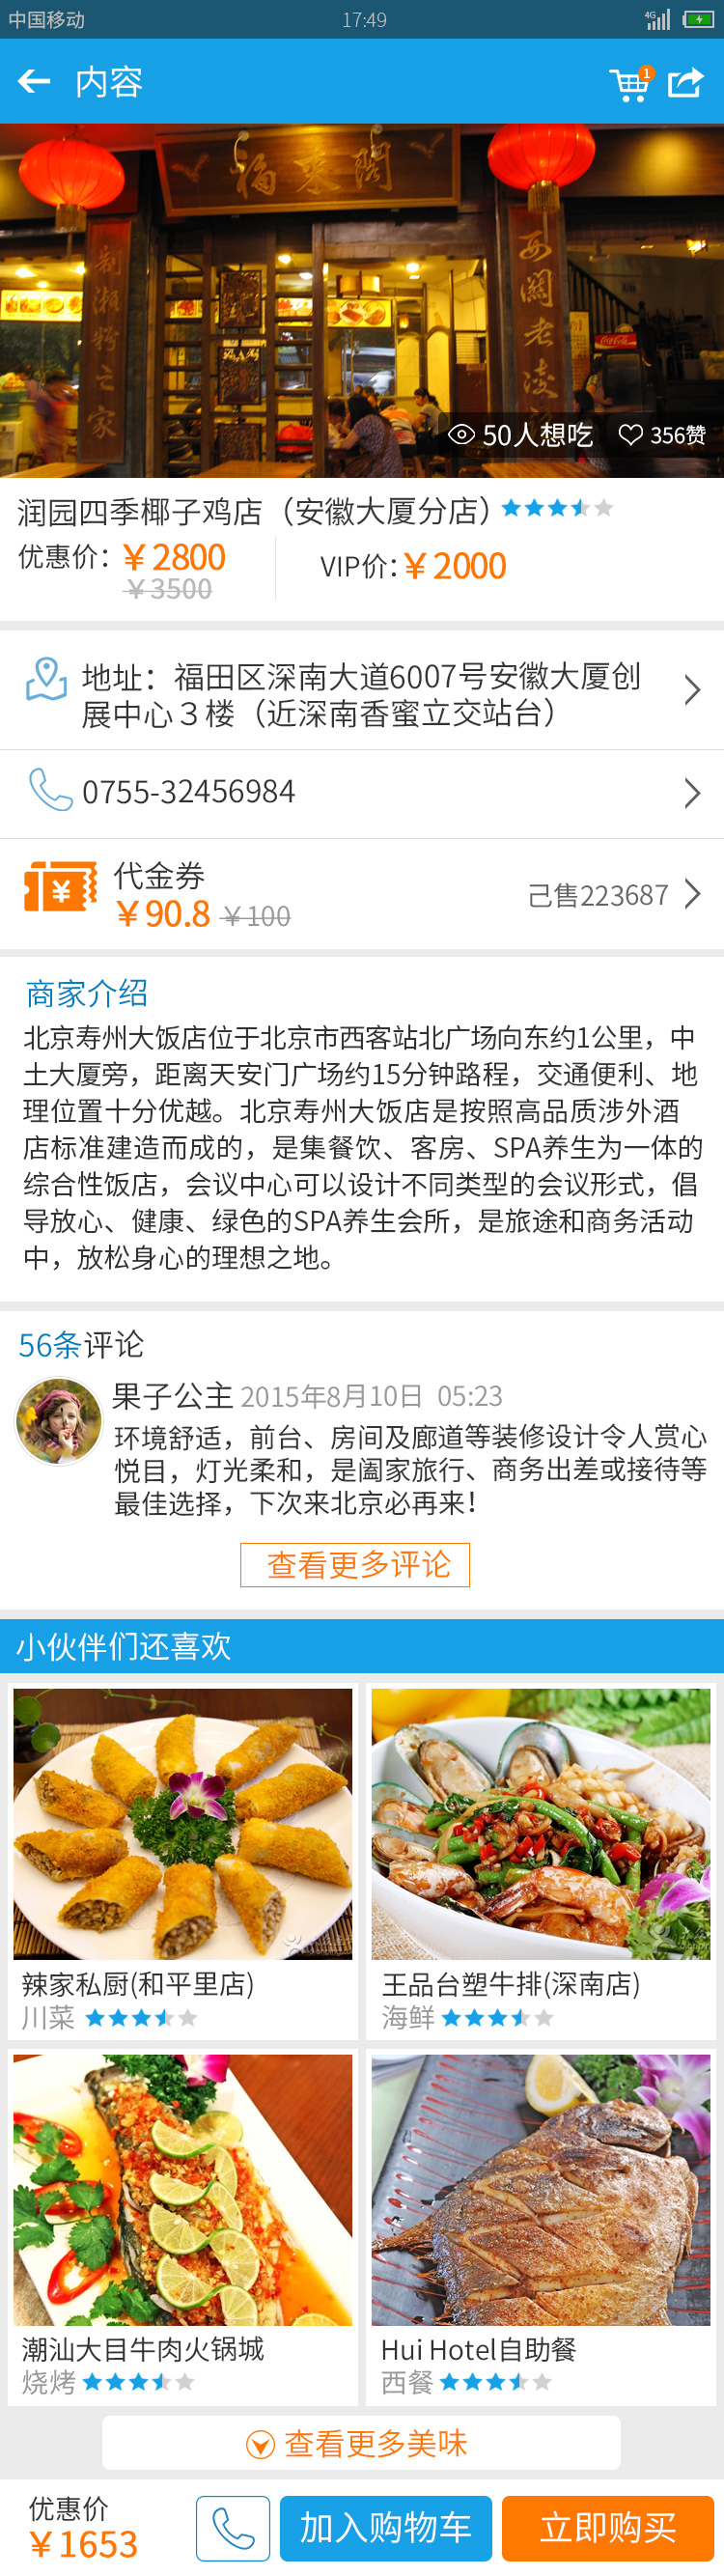 中国移动 17:49 4G
内容 1
福来阁
制湘粉之家
50人想吃 356赞
润园四季椰子鸡店（安徽大厦分店）
优惠价：￥2800 VIP价：￥2000
￥3500
地址：福田区深南大道6007号安徽大厦创
展中心３楼（近深南香蜜立交站台）
0755-32456984
代金券
￥90.8 ￥100 己售223687
商家介绍
北京寿州大饭店位于北京市西客站北广场向东约1公里，中
土大厦旁，距离天安门广场约15分钟路程，交通便利、地
理位置十分优越。北京寿州大饭店是按照高品质涉外酒
店标准建造而成的，是集餐饮、客房、SPA养生为一体的
综合性饭店，会议中心可以设计不同类型的会议形式，倡
导放心、健康、绿色的SPA养生会所，是旅途和商务活动
中，放松身心的理想之地。
56条评论
果子公主 2015年8月10日 05:23
环境舒适，前台、房间及廊道等装修设计令人赏心
悦目，灯光柔和，是阖家旅行、商务出差或接待等
最佳选择，下次来北京必再来！
查看更多评论
小伙伴们还喜欢
辣家私厨(和平里店)
川菜
王品台塑牛排(深南店)
海鲜
潮汕大目牛肉火锅城
烧烤
Hui Hotel自助餐
西餐
查看更多美味
优惠价
￥1653
加入购物车
立即购买